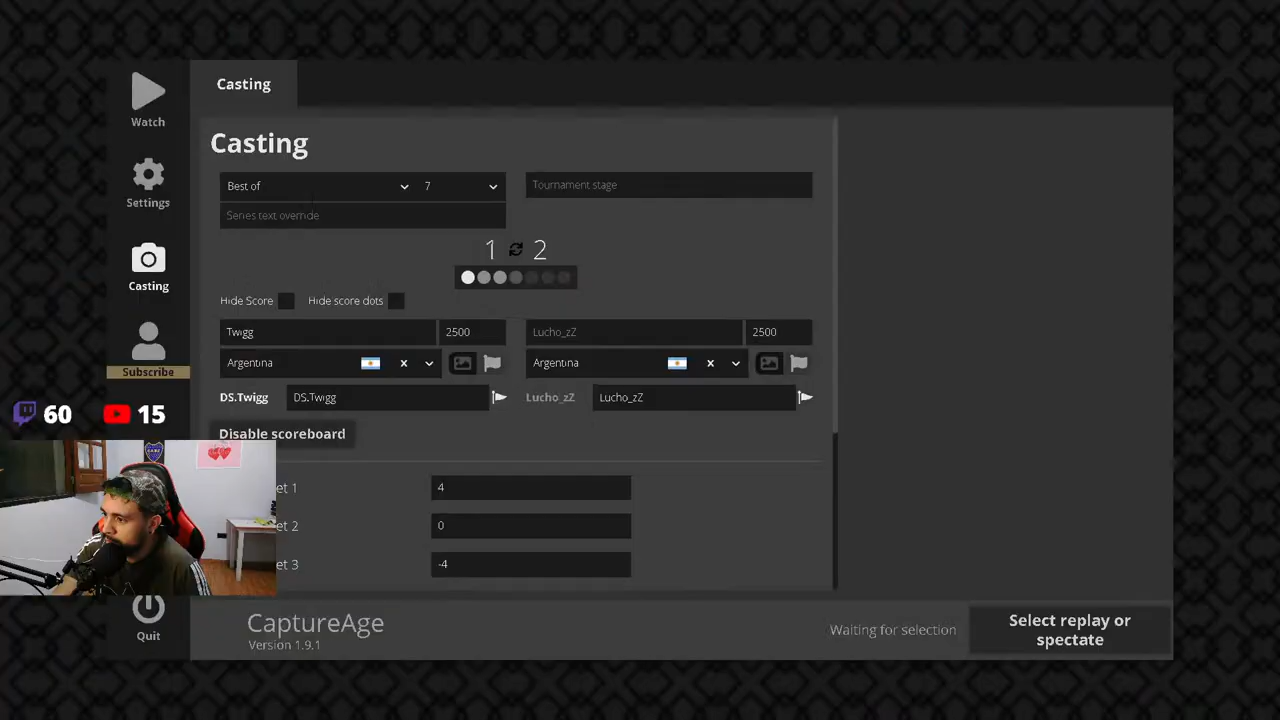 Casting
Watch
Casting
Best of 7
Tournament stage
Settings
Series text override
1 2
Casting
Hide Score Hide score dots
Twigg 2500 Lucho_zZ 2500
Argentina Argentina
Subscribe
DS.Twigg DS.Twigg Lucho_zZ Lucho_zZ
60 15
Disable scoreboard
et 1 4
et 2 0
et 3 -4
Quit
CaptureAge
Version 1.9.1
Waiting for selection
Select replay or
spectate